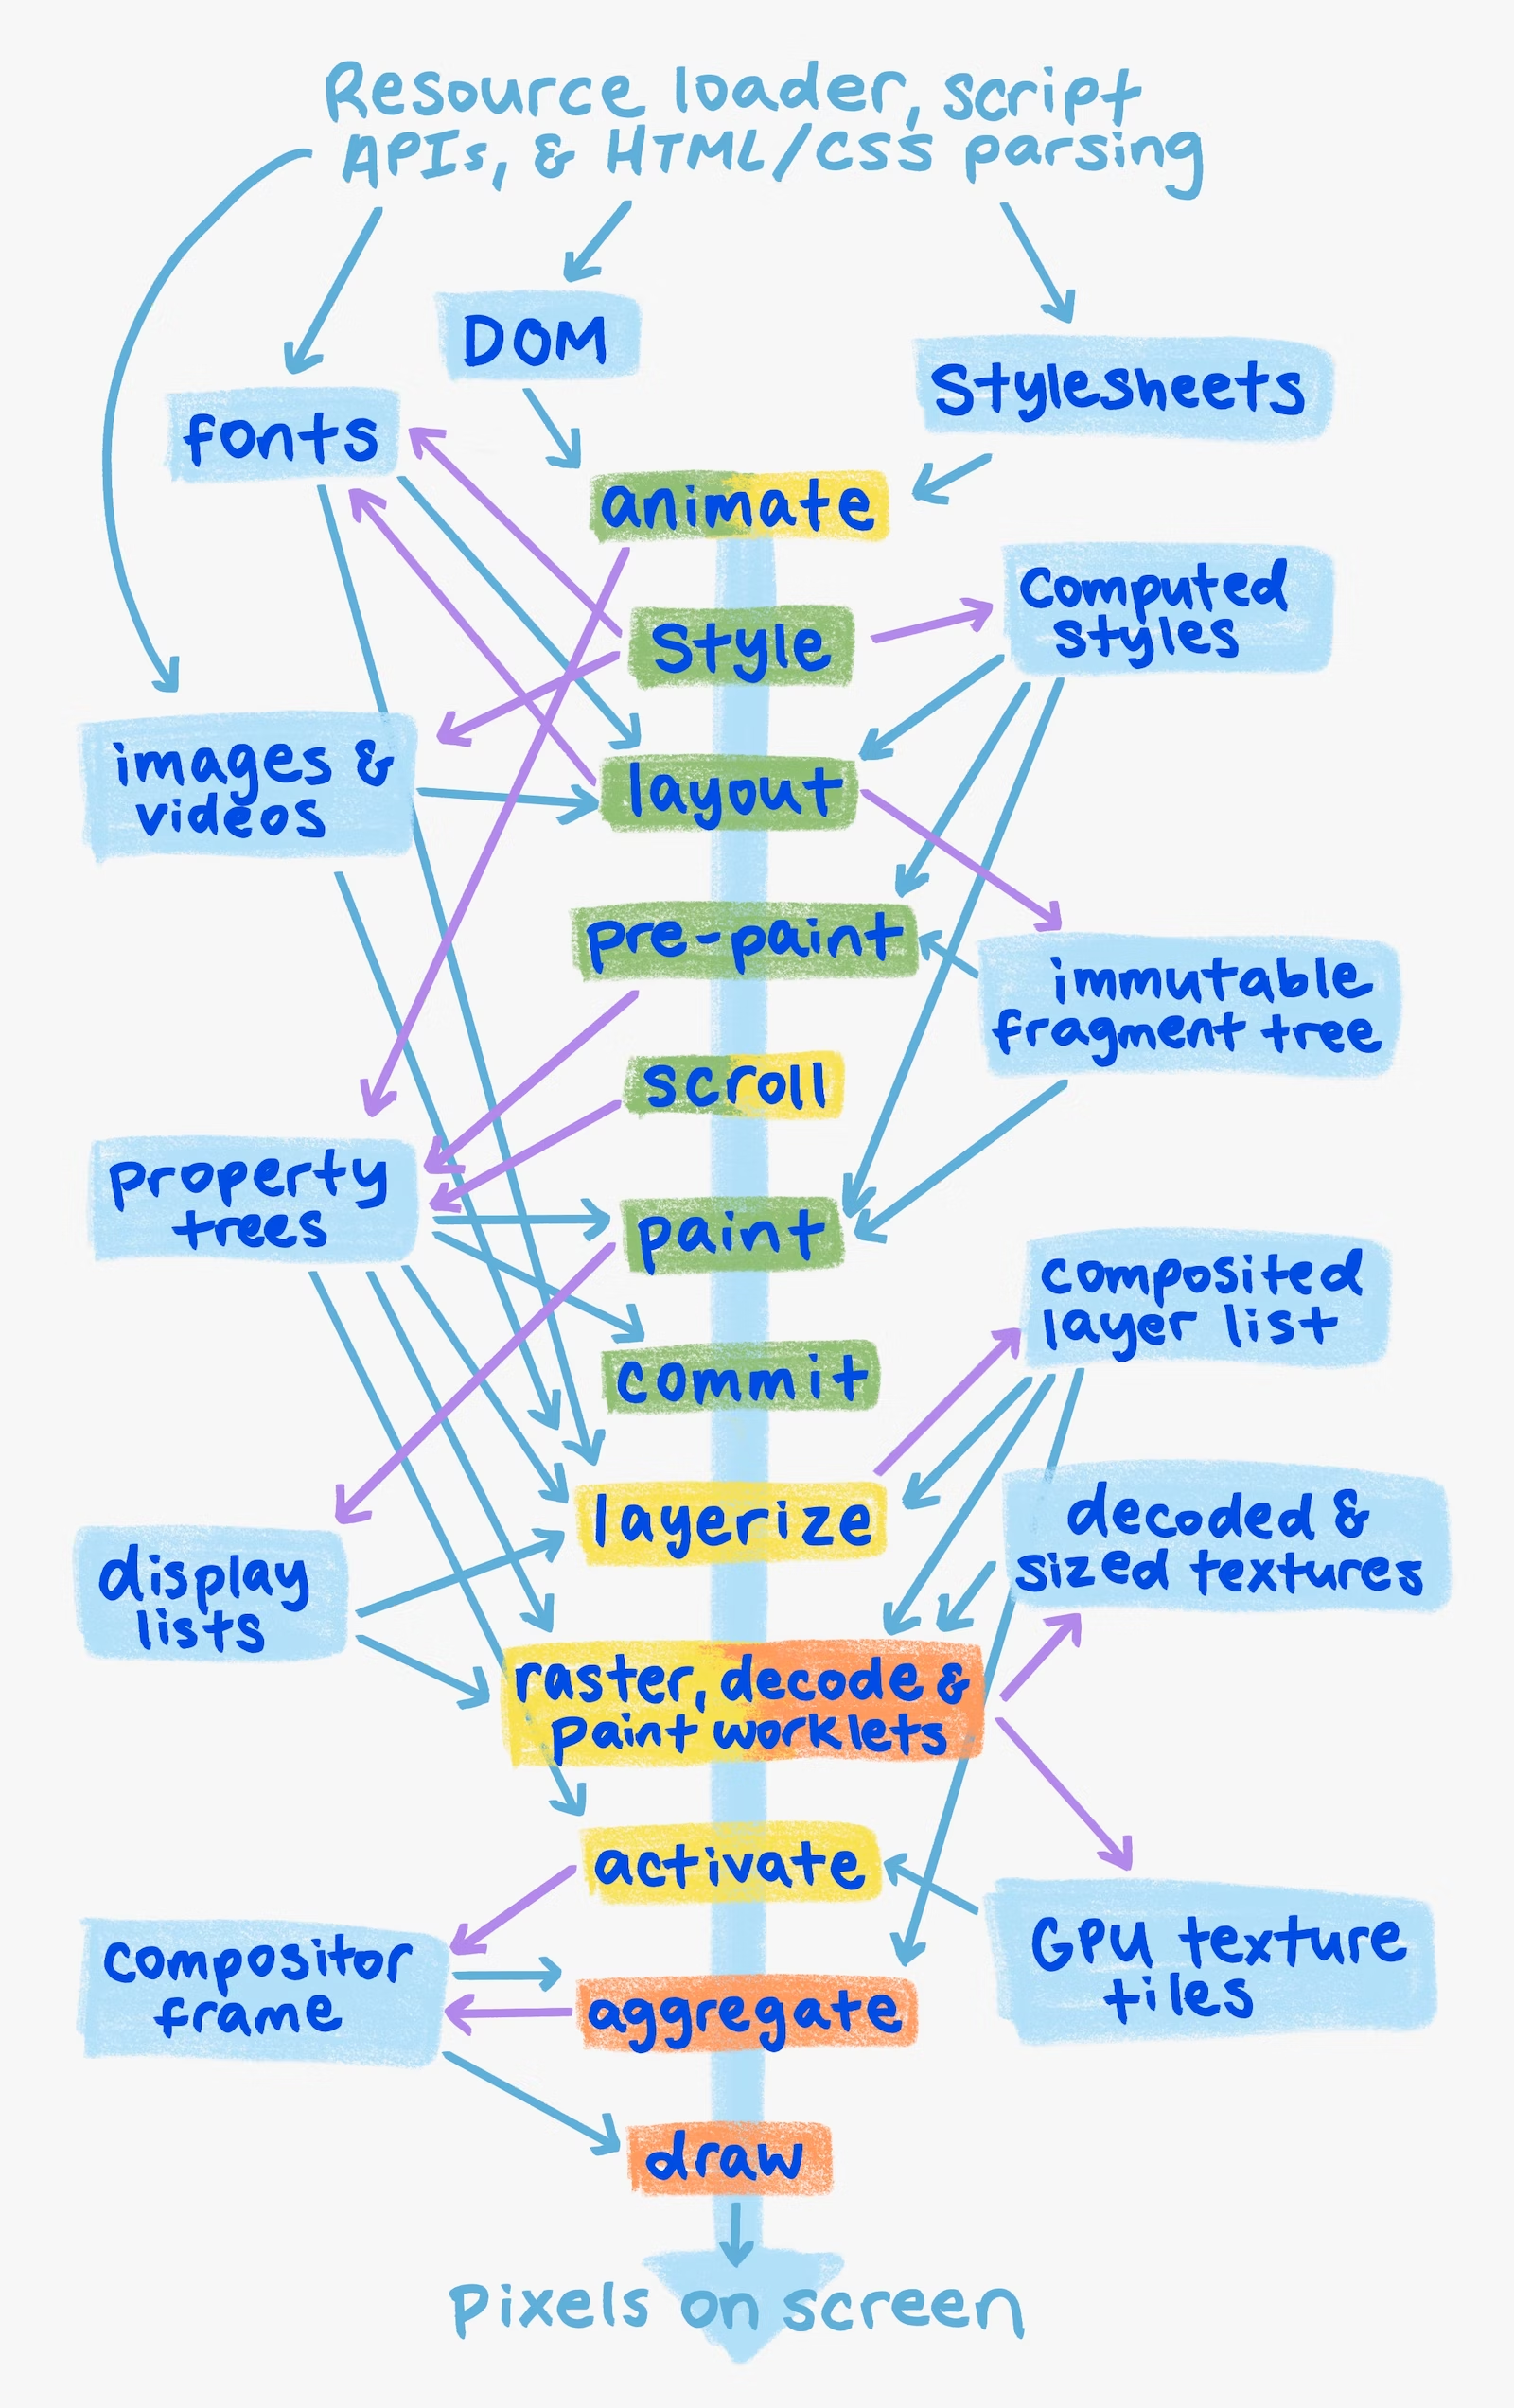 Resource loader, script
APIs, & HTML/CSS parsing
DOM
Stylesheets
fonts
animate
Computed
styles
Style
images &
videos
layout
pre-paint
immutable
fragment tree
scroll
property
trees
paint
composited
layer list
commit
layerize
decoded &
sized textures
display
lists
raster, decode &
paint worklets
activate
compositor
frame
GPU texture
tiles
aggregate
draw
pixels on screen